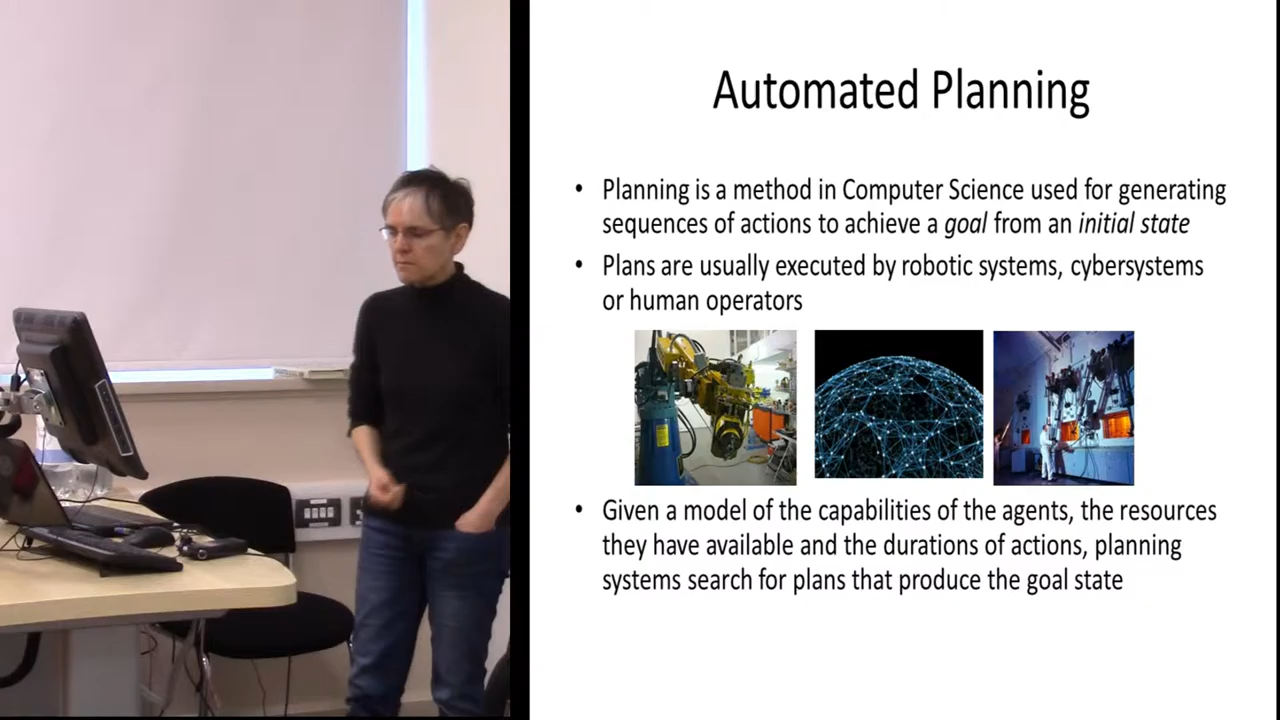 Automated Planning
• Planning is a method in Computer Science used for generating
sequences of actions to achieve a goal from an initial state
• Plans are usually executed by robotic systems, cybersystems
or human operators
• Given a model of the capabilities of the agents, the resources
they have available and the durations of actions, planning
systems search for plans that produce the goal state